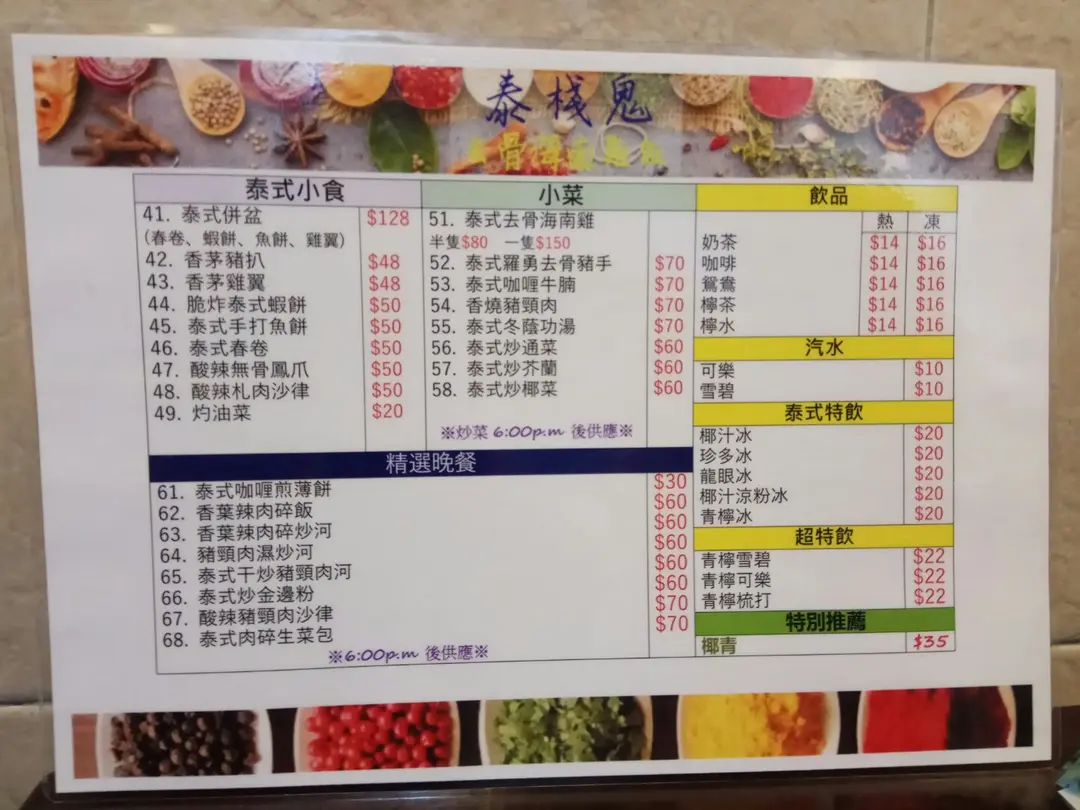 泰棧鬼
泰式小食
41. 泰式併盆 $128
(春卷、蝦餅、魚餅、雞翼)
42. 香茅豬扒 $48
43. 香茅雞翼 $48
44. 脆炸泰式蝦餅 $50
45. 泰式手打魚餅 $50
46. 泰式春卷 $50
47. 酸辣無骨鳳爪 $50
48. 酸辣札肉沙律 $50
49. 灼油菜 $20
小菜
51. 泰式去骨海南雞
半隻$80 一隻$150
52. 泰式羅勇去骨豬手 $70
53. 泰式咖喱牛腩 $70
54. 香燒豬頸肉 $70
55. 泰式冬蔭功湯 $70
56. 泰式炒通菜 $60
57. 泰式炒芥蘭 $60
58. 泰式炒椰菜 $60
※炒菜 6:00p.m 後供應※
精選晚餐
61. 泰式咖喱煎薄餅 $30
62. 香葉辣肉碎飯 $60
63. 香葉辣肉碎炒河 $60
64. 豬頸肉濕炒河 $60
65. 泰式干炒豬頸肉河 $60
66. 泰式炒金邊粉 $60
67. 酸辣豬頸肉沙律 $70
68. 泰式肉碎生菜包 $70
※6:00p.m 後供應※
飲品
熱 凍
奶茶 $14 $16
咖啡 $14 $16
鴛鴦 $14 $16
檸茶 $14 $16
檸水 $14 $16
汽水
可樂 $10
雪碧 $10
泰式特飲
椰汁冰 $20
珍多冰 $20
龍眼冰 $20
椰汁涼粉冰 $20
青檸冰 $20
超特飲
青檸雪碧 $22
青檸可樂 $22
青檸梳打 $22
特別推薦
椰青 $35